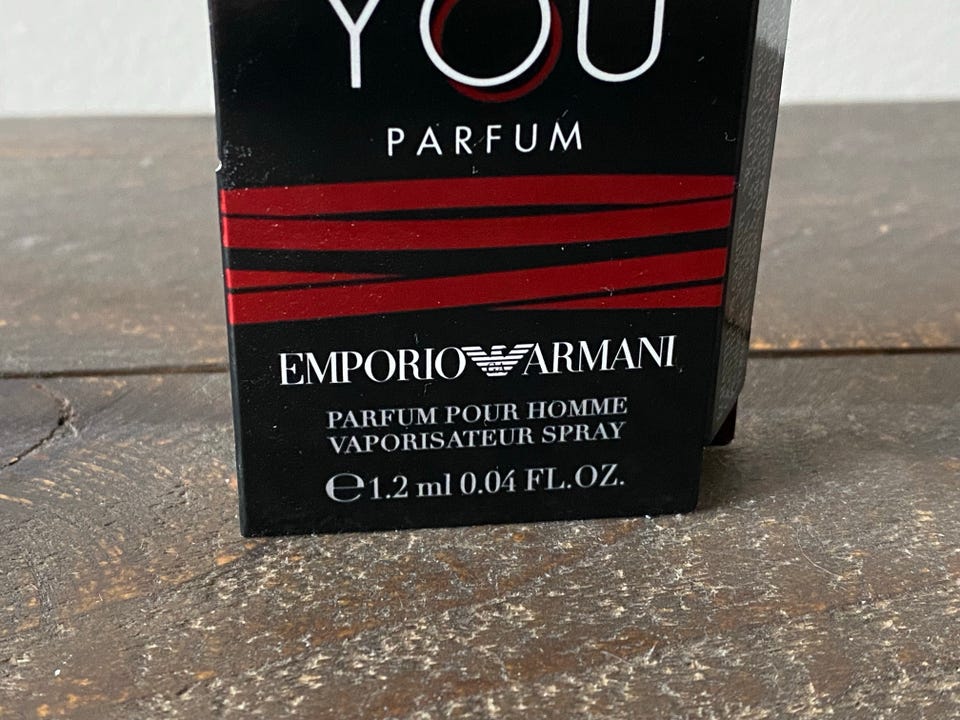 YOU
PARFUM
EMPORIO ARMANI
PARFUM POUR HOMME
VAPORISATEUR SPRAY
℮ 1.2 ml 0.04 FL.OZ.